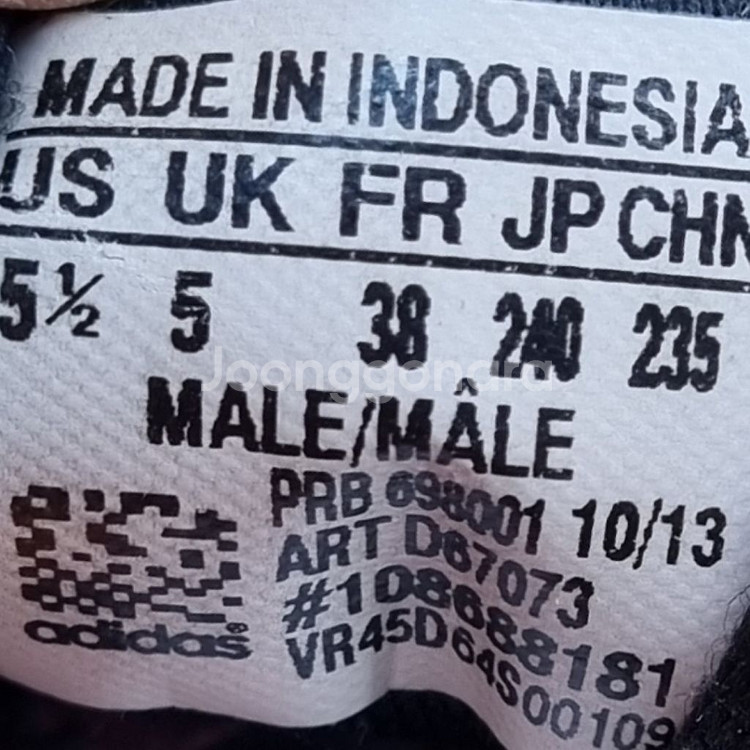 MADE IN INDONESIA
US UK FR JP CHN
5½ 5 38 240 235
Joonggonara
MALE/MÂLE
PRB 698001 10/13
ART D67073
#108688181
VR45D64S00109
adidas